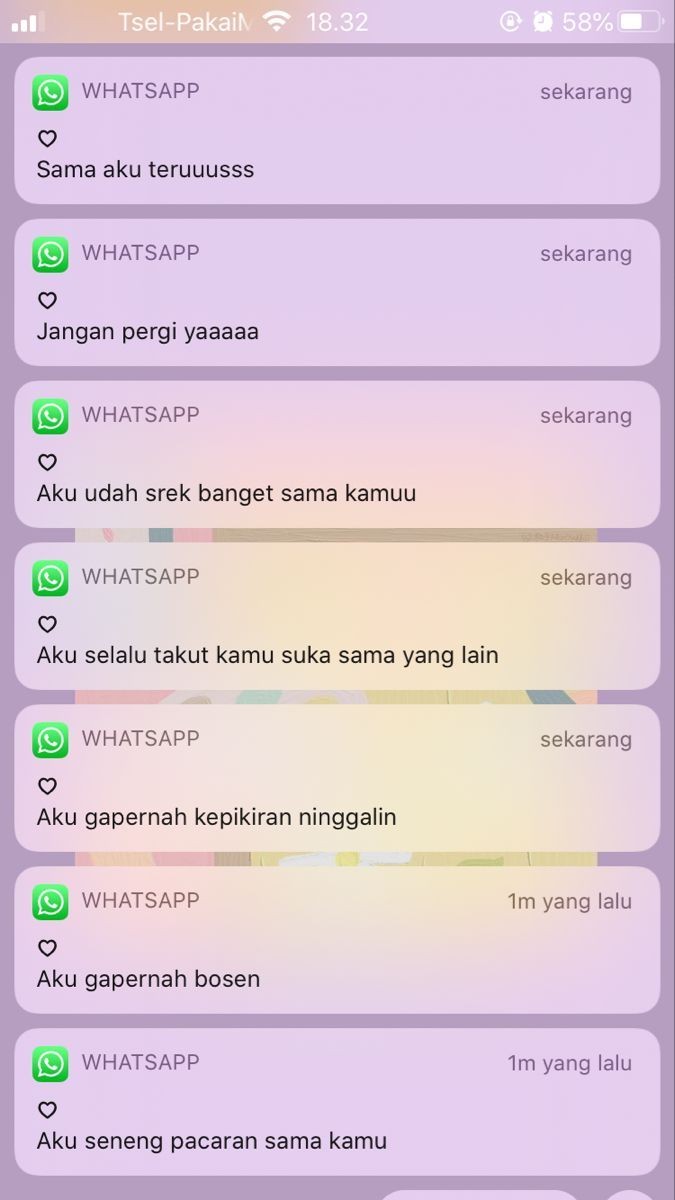 Tsel-PakaiM 18.32 58%
WHATSAPP sekarang
♡
Sama aku teruuusss
WHATSAPP sekarang
♡
Jangan pergi yaaaaa
WHATSAPP sekarang
♡
Aku udah srek banget sama kamuu
WHATSAPP sekarang
♡
Aku selalu takut kamu suka sama yang lain
WHATSAPP sekarang
♡
Aku gapernah kepikiran ninggalin
WHATSAPP 1m yang lalu
♡
Aku gapernah bosen
WHATSAPP 1m yang lalu
♡
Aku seneng pacaran sama kamu